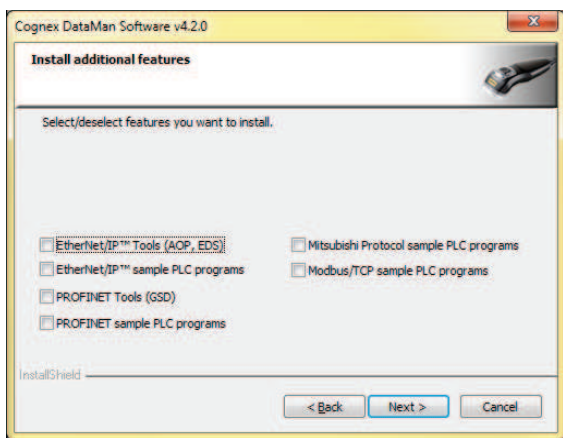 Cognex DataMan Software v4.2.0
Install additional features
Select/deselect features you want to install.
EtherNet/IP™ Tools (AOP, EDS)
EtherNet/IP™ sample PLC programs
PROFINET Tools (GSD)
PROFINET sample PLC programs
Mitsubishi Protocol sample PLC programs
Modbus/TCP sample PLC programs
InstallShield
< Back
Next >
Cancel